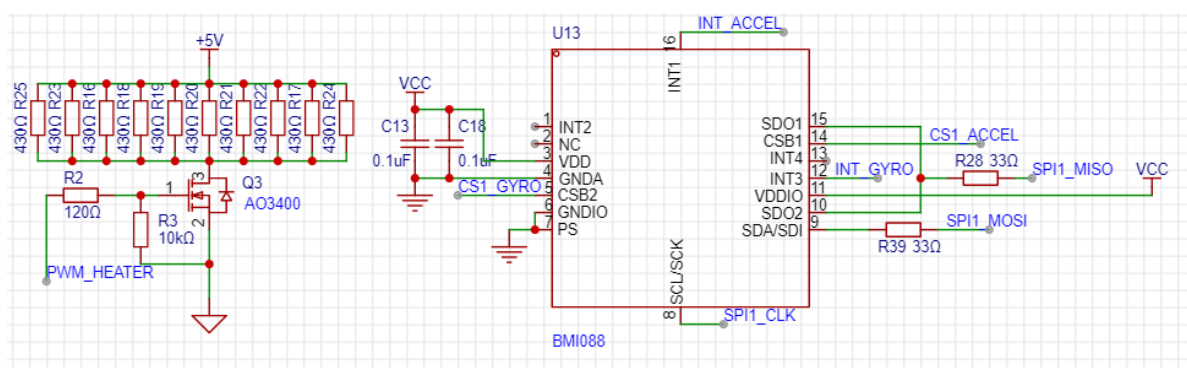 +5V
430Ω R25
430Ω R23
430Ω R16
430Ω R18
430Ω R19
430Ω R20
430Ω R21
430Ω R22
430Ω R17
430Ω R24
R2
120Ω
R3
10kΩ
1
3
2
Q3
AO3400
PWM_HEATER
VCC
C13
0.1uF
C18
0.1uF
CS1_GYRO
U13
INT_ACCEL
16
INT1
1
INT2
2
NC
3
VDD
4
GNDA
5
CSB2
6
GNDIO
7
PS
8
SCL/SCK
SPI1_CLK
BMI088
SDO1
15
CSB1
14
CS1_ACCEL
INT4
13
INT3
12
INT_GYRO
VDDIO
11
SDO2
10
SDA/SDI
9
R28 33Ω
SPI1_MISO
VCC
SPI1_MOSI
R39 33Ω